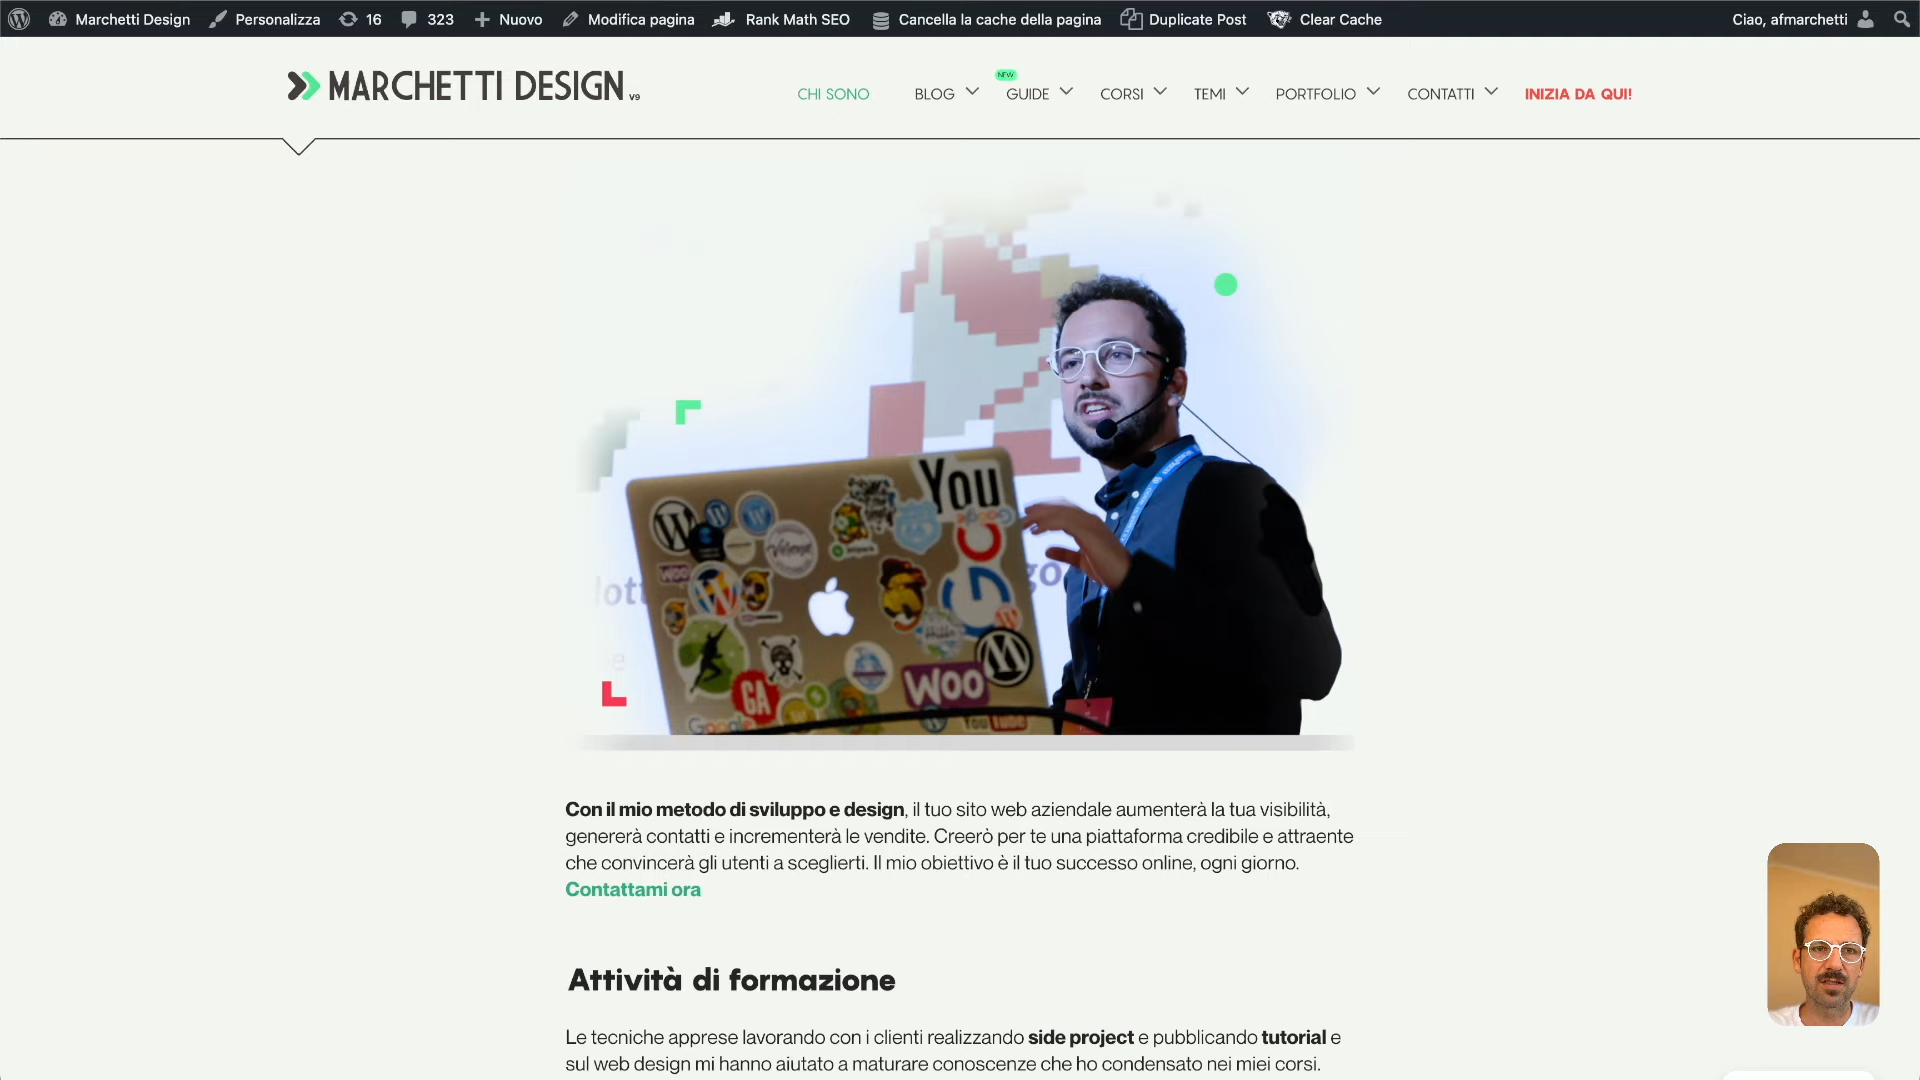 Marchetti Design Personalizza 16 323 Nuovo Modifica pagina Rank Math SEO Cancella la cache della pagina Duplicate Post Clear Cache Ciao, afmarchetti
MARCHETTI DESIGN V9
NEW
CHI SONO BLOG GUIDE CORSI TEMI PORTFOLIO CONTATTI INIZIA DA QUI!
You
Google
WOO
GA
WOO
Google
YouTube
Con il mio metodo di sviluppo e design, il tuo sito web aziendale aumenterà la tua visibilità,
genererà contatti e incrementerà le vendite. Creerò per te una piattaforma credibile e attraente
che convincerà gli utenti a sceglierti. Il mio obiettivo è il tuo successo online, ogni giorno.
Contattami ora
Attività di formazione
Le tecniche apprese lavorando con i clienti realizzando side project e pubblicando tutorial e
sul web design mi hanno aiutato a maturare conoscenze che ho condensato nei miei corsi.